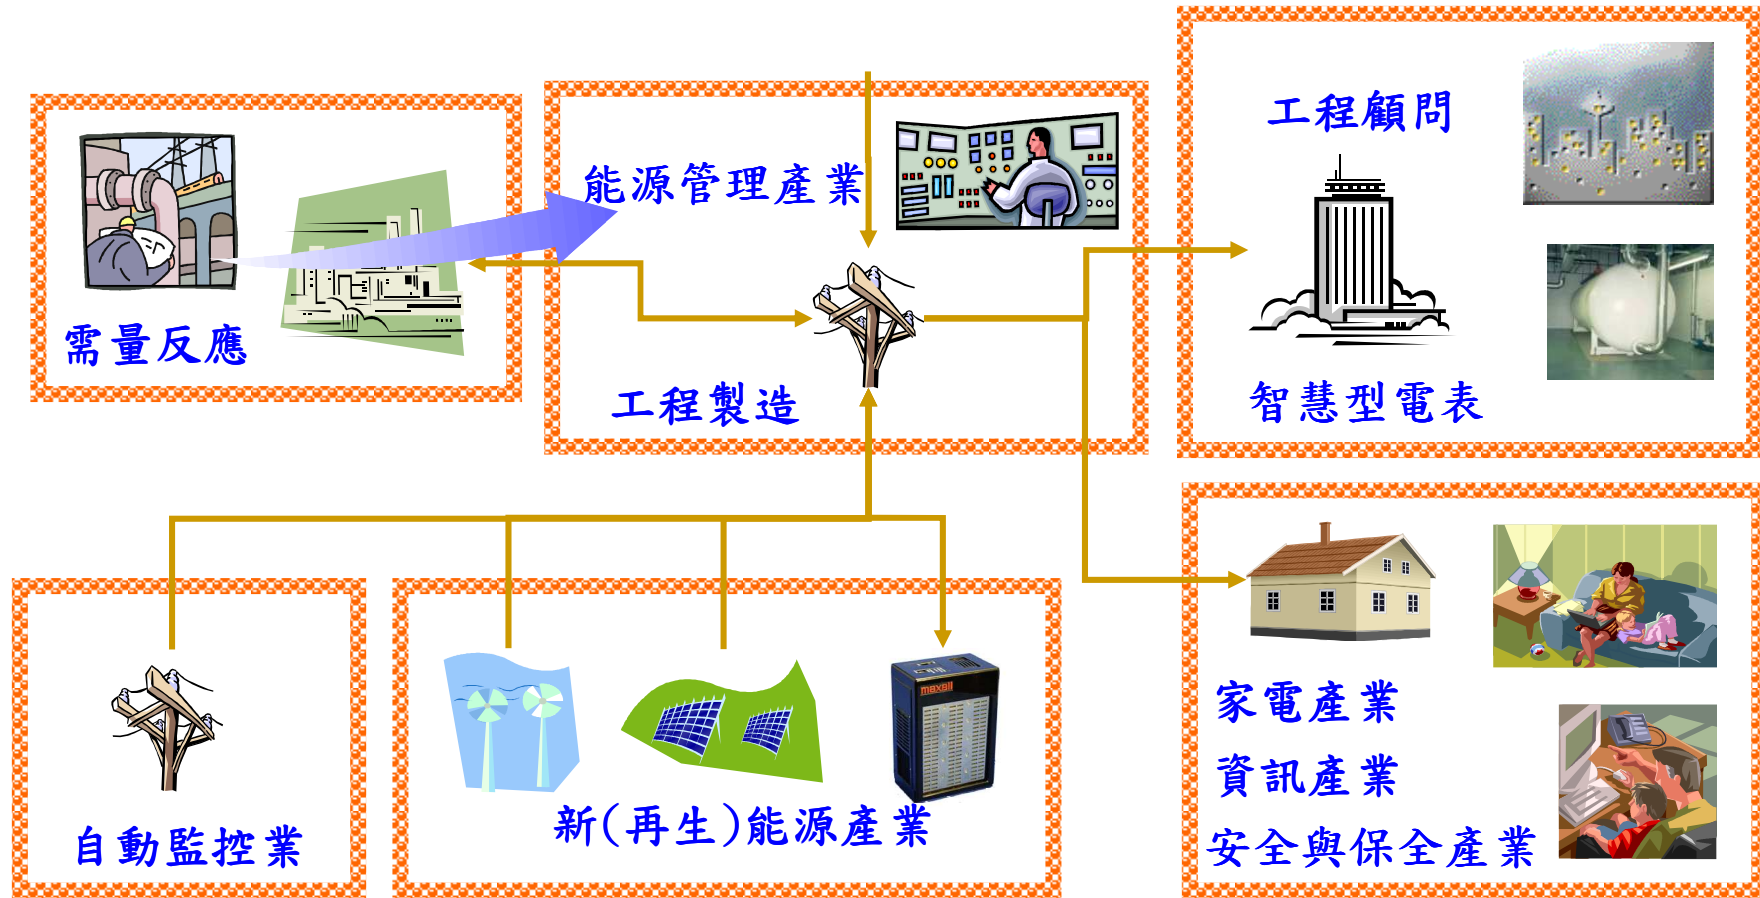 需量反應
能源管理產業
工程製造
工程顧問
智慧型電表
自動監控業
maxell
新(再生)能源產業
家電產業
資訊產業
安全與保全產業